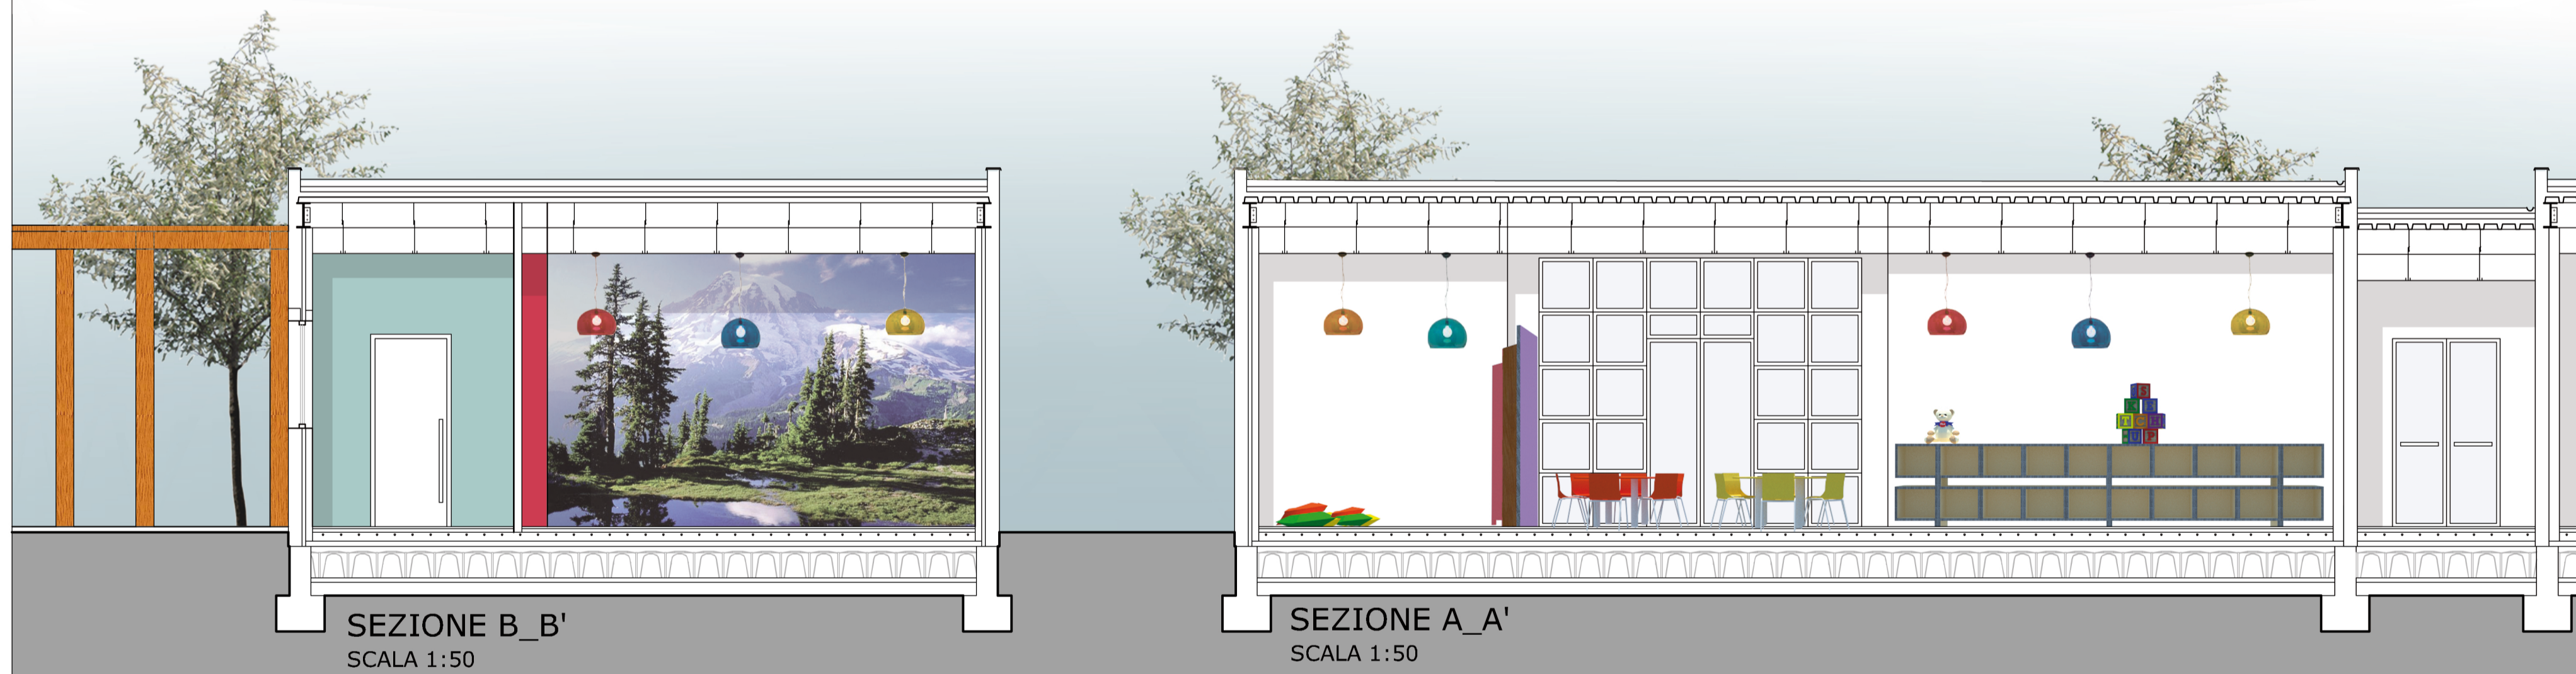 SEZIONE B_B'
SCALA 1:50
SEZIONE A_A'
SCALA 1:50
S
K E
T C H
U P